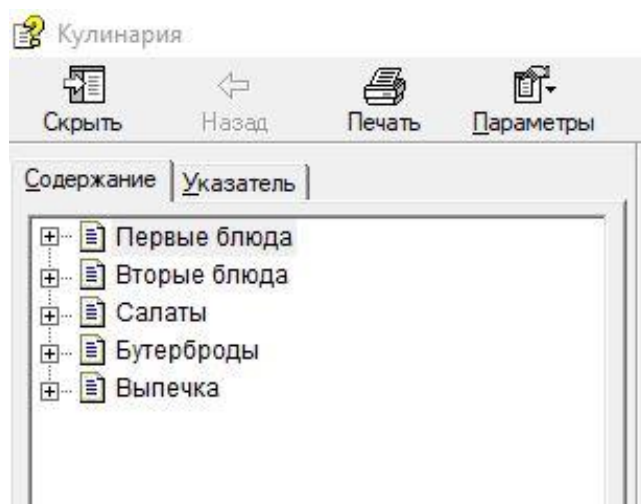 Кулинария
Скрыть Назад Печать Параметры
Содержание Указатель
Первые блюда
Вторые блюда
Салаты
Бутерброды
Выпечка